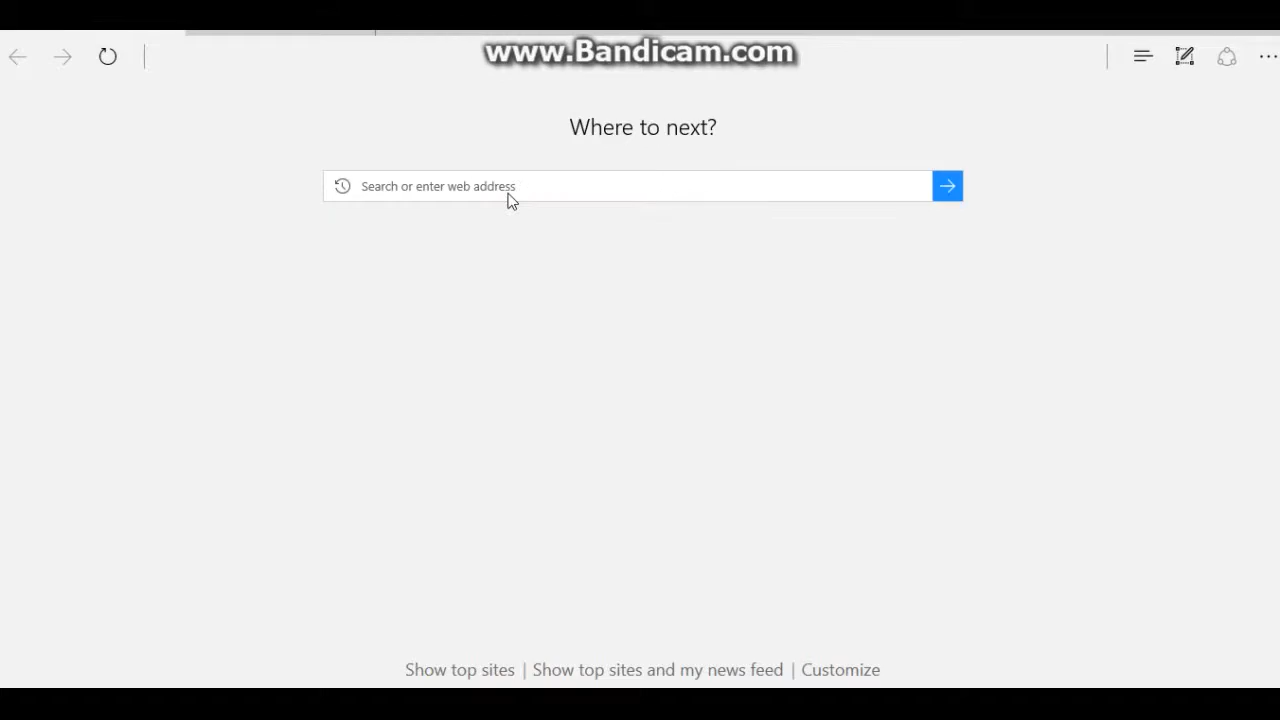 www.Bandicam.com
Where to next?
Search or enter web address
Show top sites | Show top sites and my news feed | Customize